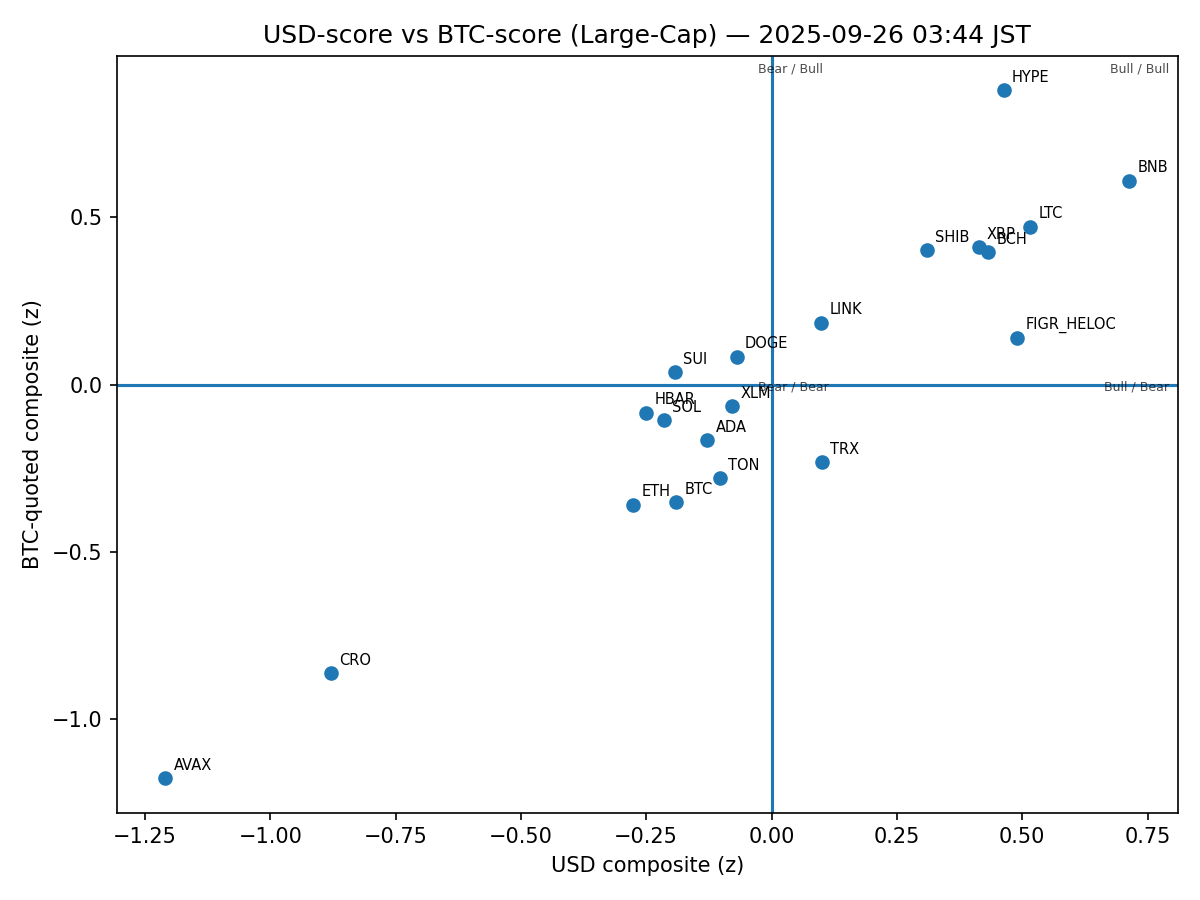 USD-score vs BTC-score (Large-Cap) — 2025-09-26 03:44 JST
Bear / Bull
Bull / Bull
HYPE
BNB
LTC
SHIB
XRP
BCH
LINK
FIGR_HELOC
DOGE
SUI
Bear / Bear
Bull / Bear
XLM
HBAR
SOL
ADA
TRX
TON
ETH
BTC
CRO
AVAX
0.5
0.0
−0.5
−1.0
BTC-quoted composite (z)
−1.25
−1.00
−0.75
−0.50
−0.25
0.00
0.25
0.50
0.75
USD composite (z)